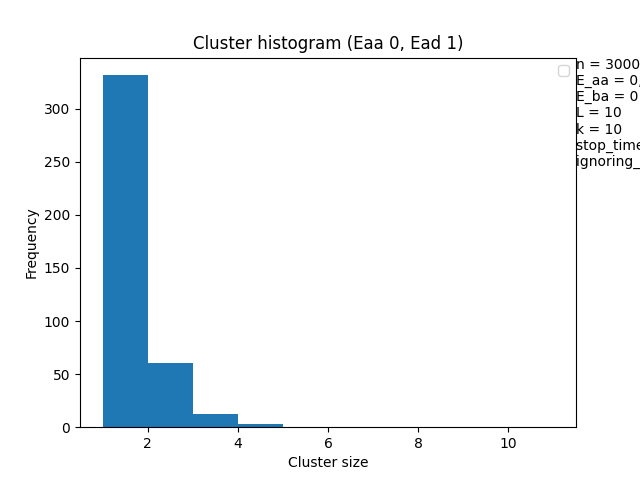 Cluster histogram (Eaa 0, Ead 1)
n = 3000
E_aa = 0,
E_ba = 0
L = 10
k = 10
stop_time
ignoring_
Frequency
300
250
200
150
100
50
0
2
4
6
8
10
Cluster size